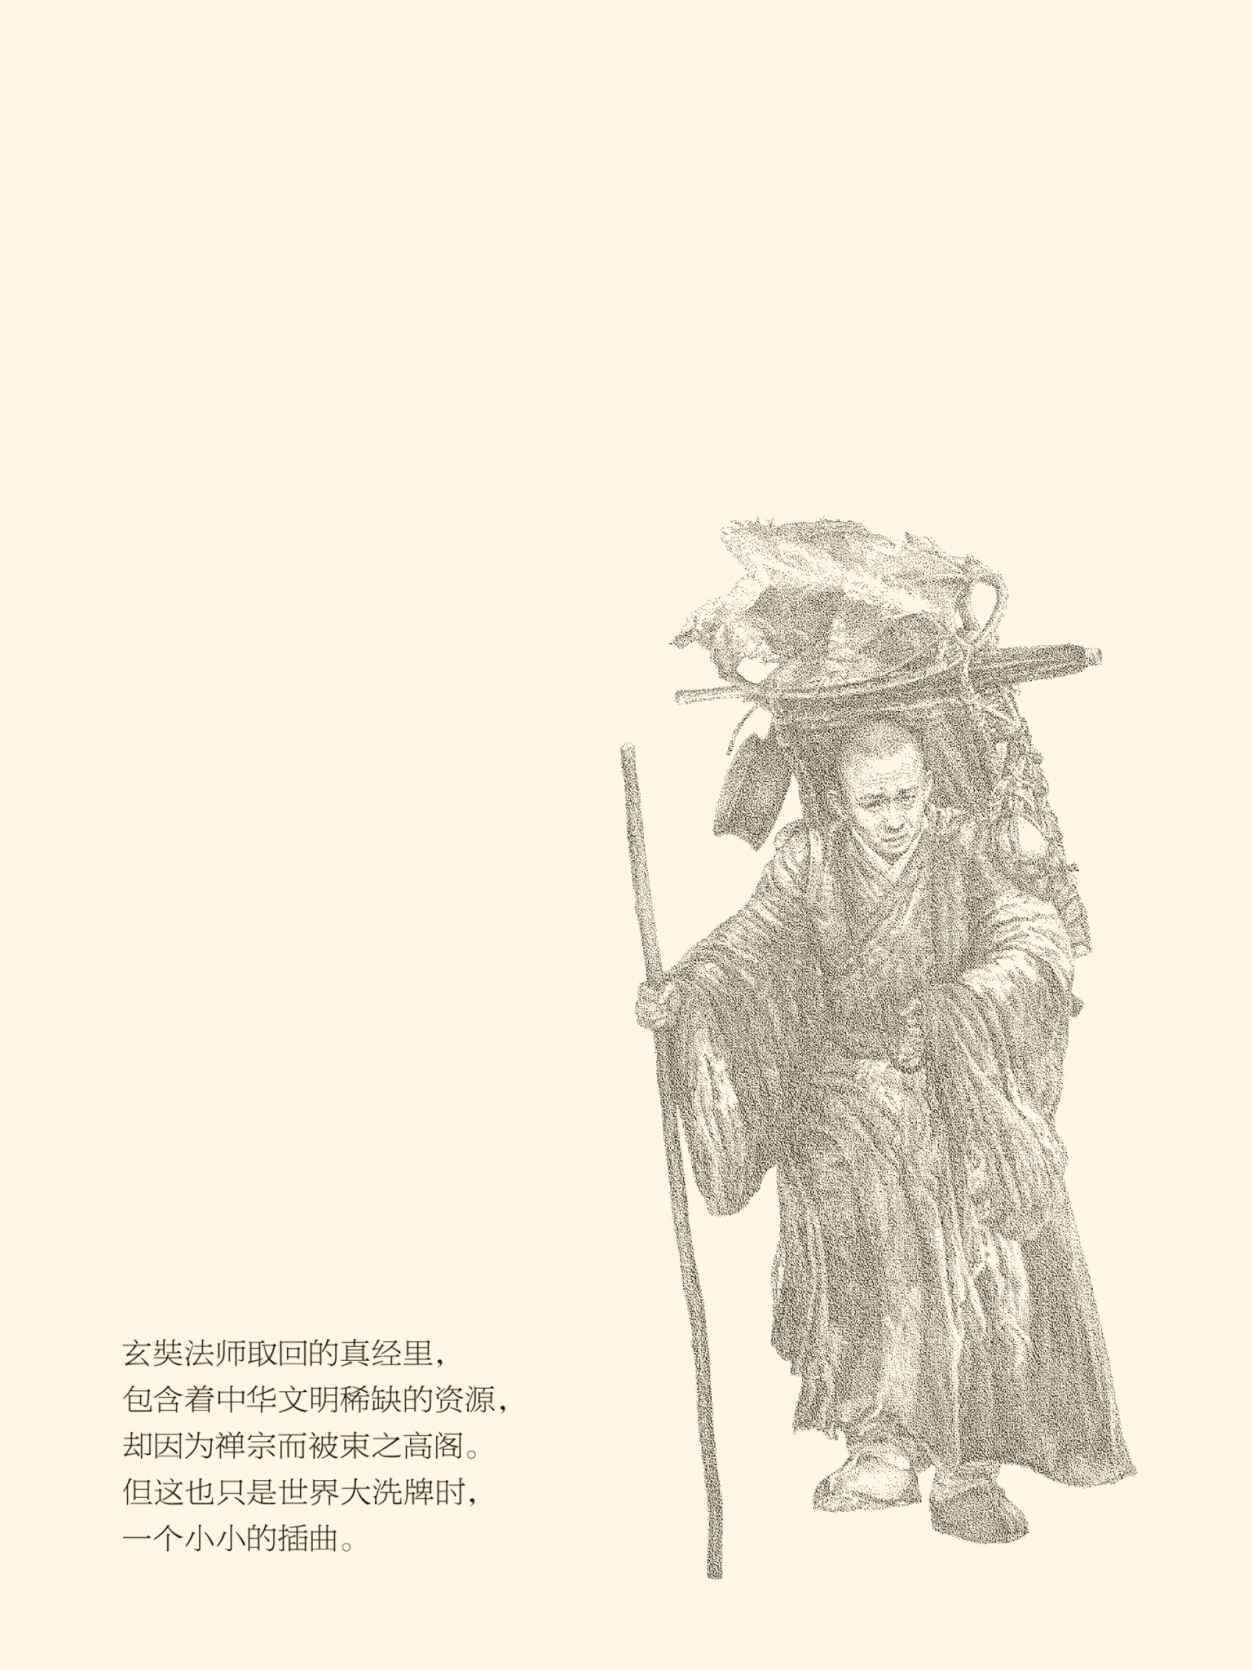 玄奘法师取回的真经里，
包含着中华文明稀缺的资源，
却因为禅宗而被束之高阁。
但这也只是世界大洗牌时，
一个小小的插曲。